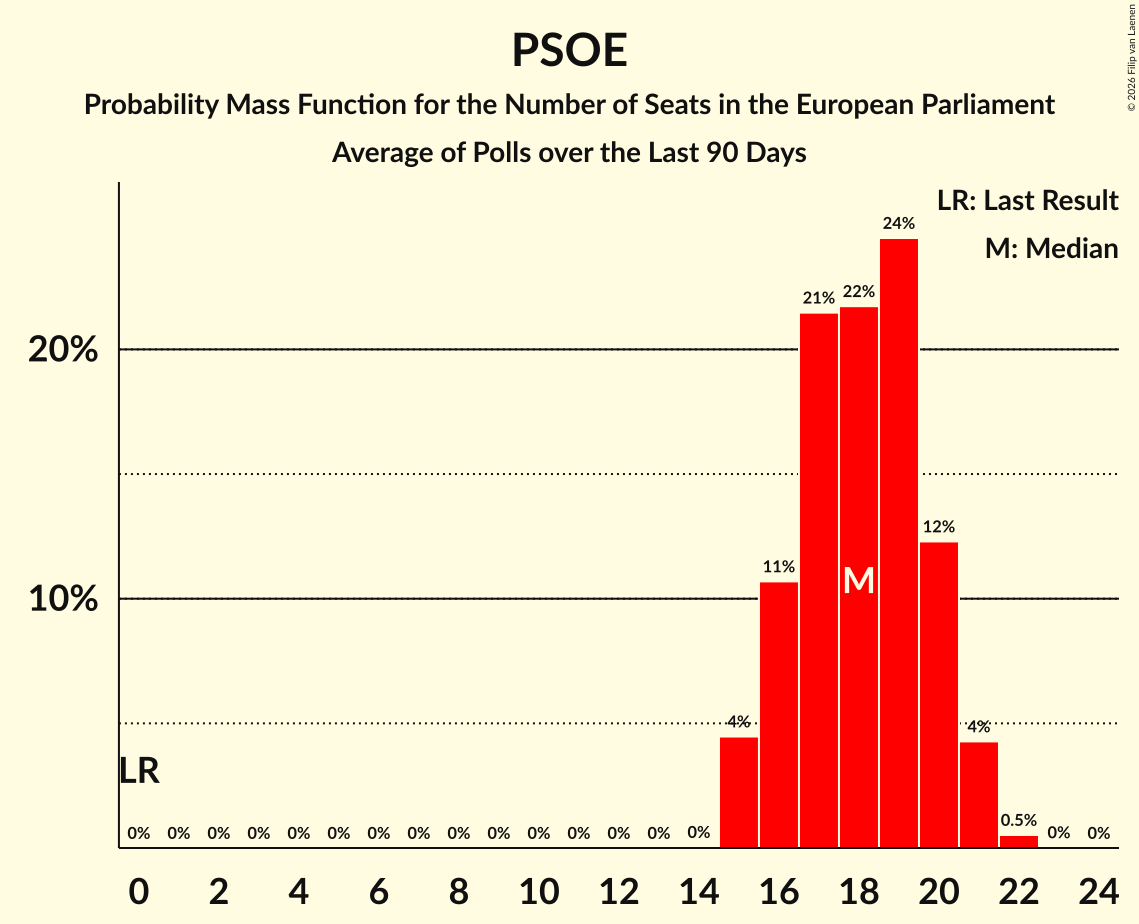 PSOE
Probability Mass Function for the Number of Seats in the European Parliament
Average of Polls over the Last 90 Days
© 2026 Filip van Laenen
LR: Last Result
M: Median
20%
10%
LR
M
0% 0% 0% 0% 0% 0% 0% 0% 0% 0% 0% 0% 0% 0% 0% 4% 11% 21% 22% 24% 12% 4% 0.5% 0% 0%
0 2 4 6 8 10 12 14 16 18 20 22 24